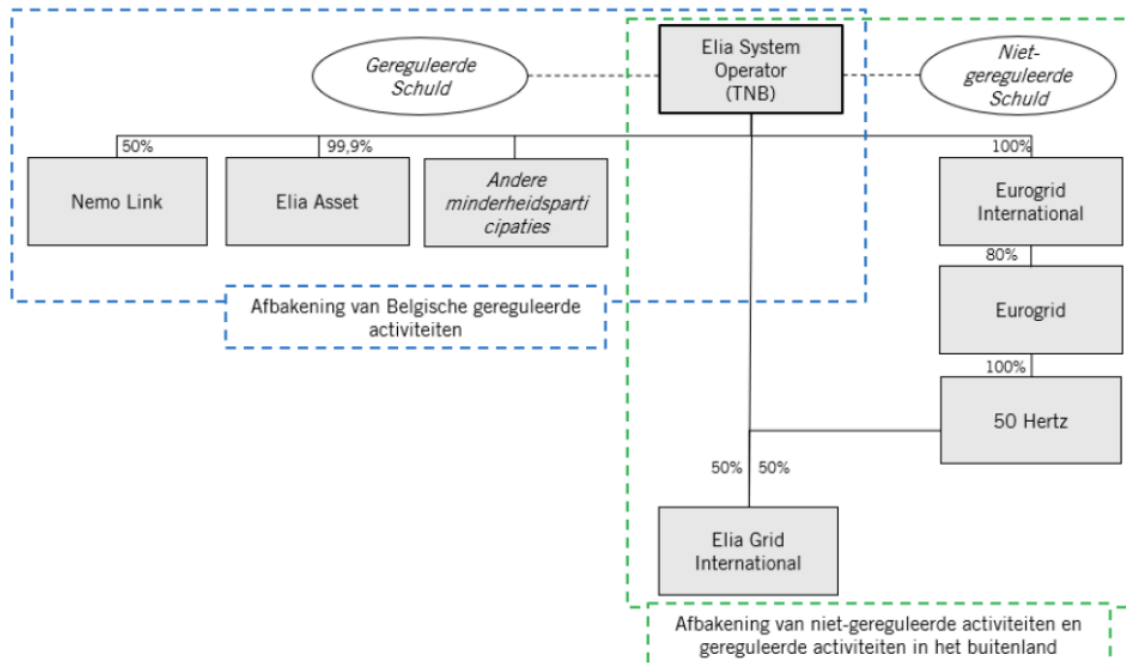 Elia System
Operator
(TNB)
Gereguleerde
Schuld
Niet-
gereguleerde
Schuld
50%
99,9%
100%
Nemo Link
Elia Asset
Andere
minderheidsparti
cipaties
Eurogrid
International
80%
Eurogrid
Afbakening van Belgische gereguleerde
activiteiten
100%
50 Hertz
50%
50%
Elia Grid
International
Afbakening van niet-gereguleerde activiteiten en
gereguleerde activiteiten in het buitenland